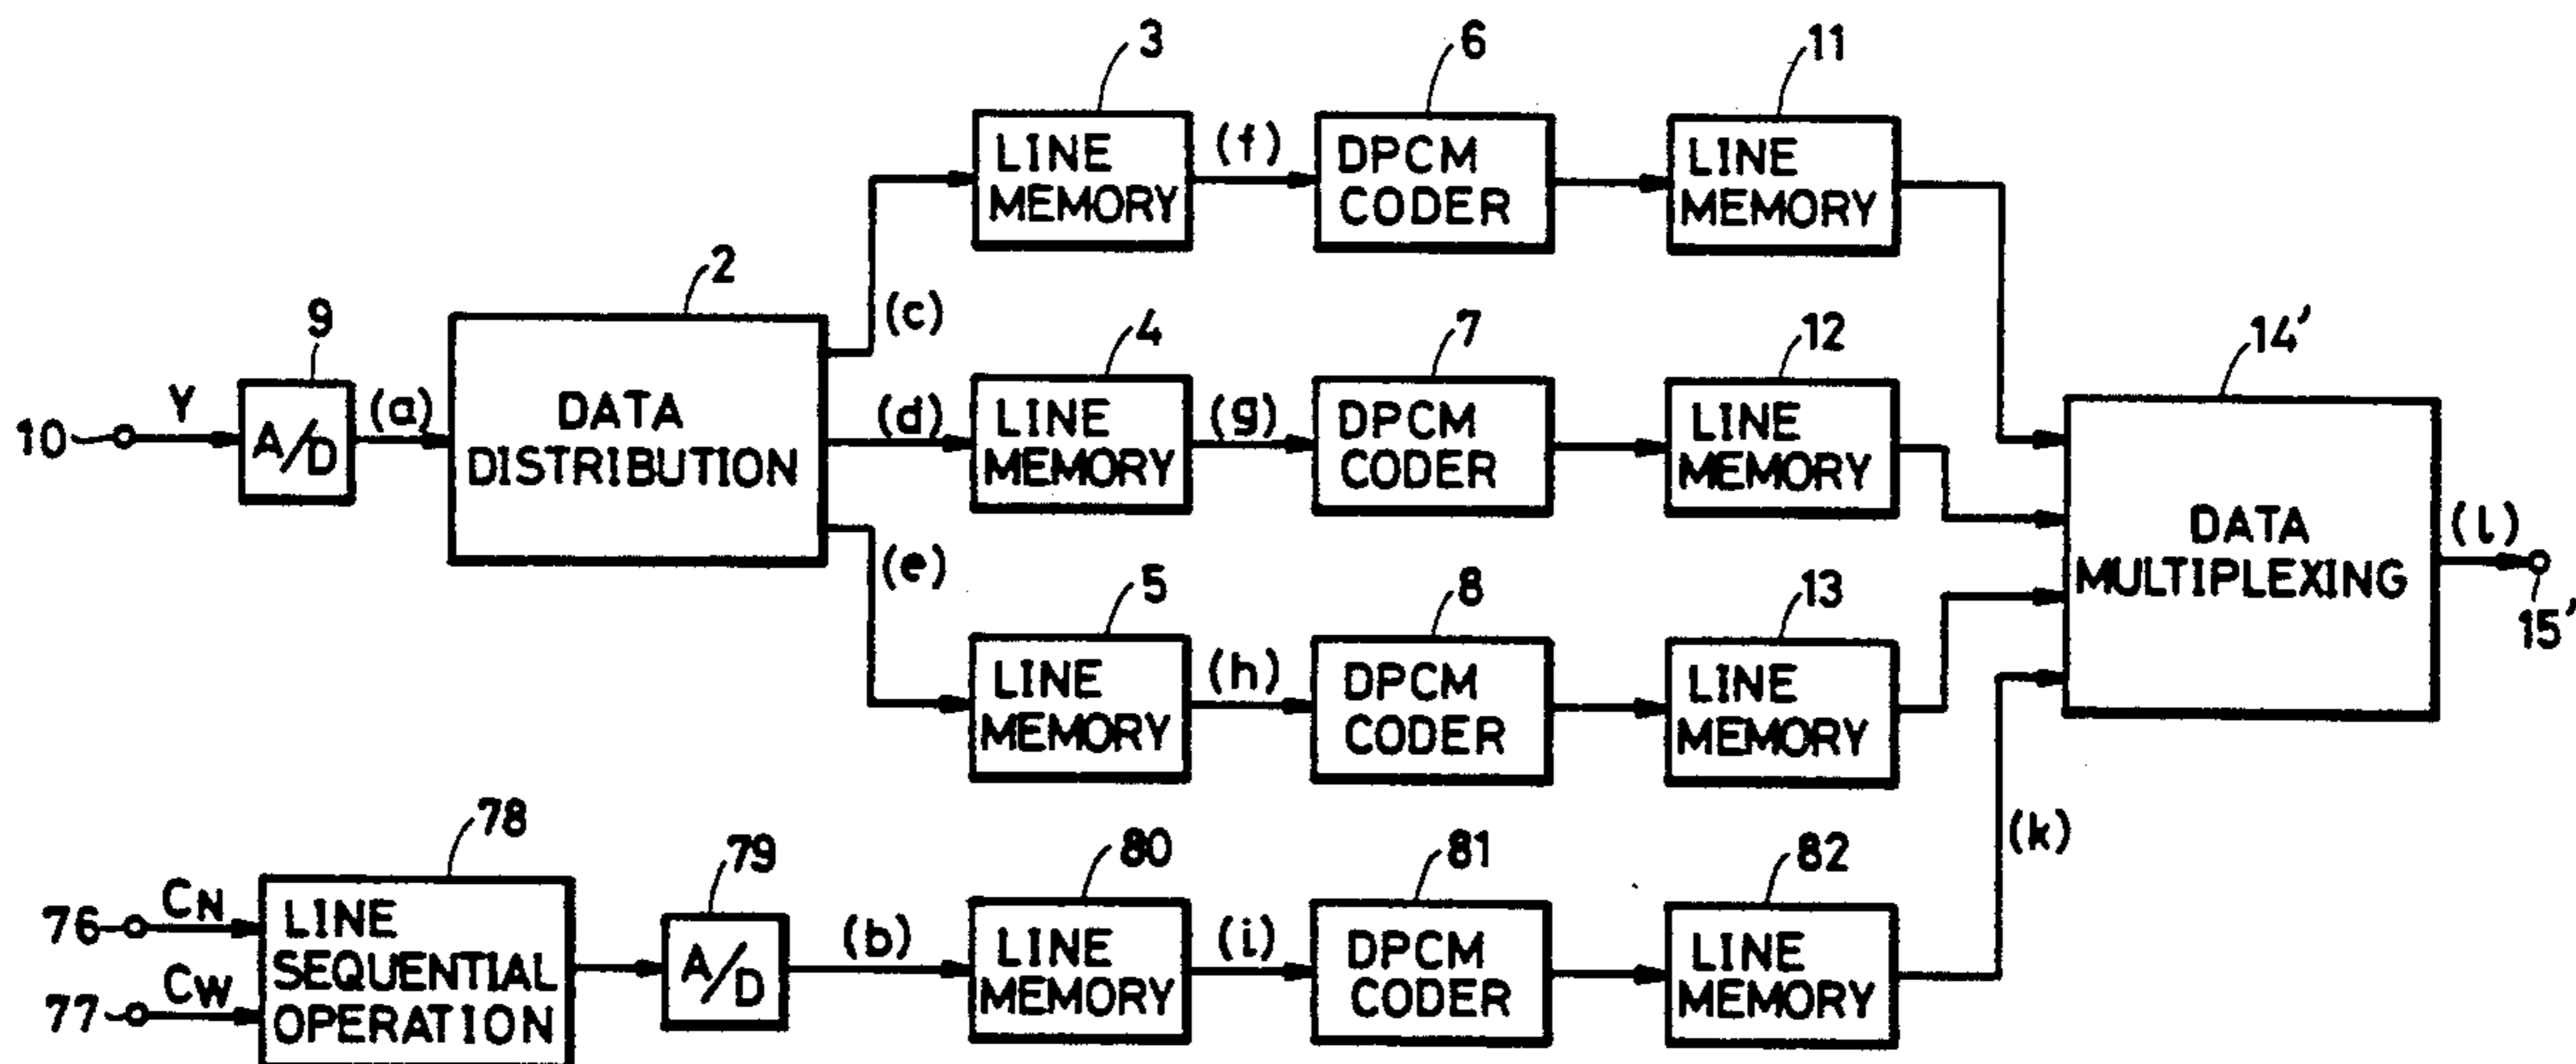 3
6
11
LINE
MEMORY
(f)
DPCM
CODER
LINE
MEMORY
2
(c)
9
4
7
12
14'
10
Y
A/D
(a)
DATA
DISTRIBUTION
(d)
LINE
MEMORY
(g)
DPCM
CODER
LINE
MEMORY
DATA
MULTIPLEXING
(l)
15'
(e)
5
8
13
LINE
MEMORY
(h)
DPCM
CODER
LINE
MEMORY
78
79
80
81
82
(k)
76
CN
77
CW
LINE
SEQUENTIAL
OPERATION
A/D
(b)
LINE
MEMORY
(i)
DPCM
CODER
LINE
MEMORY